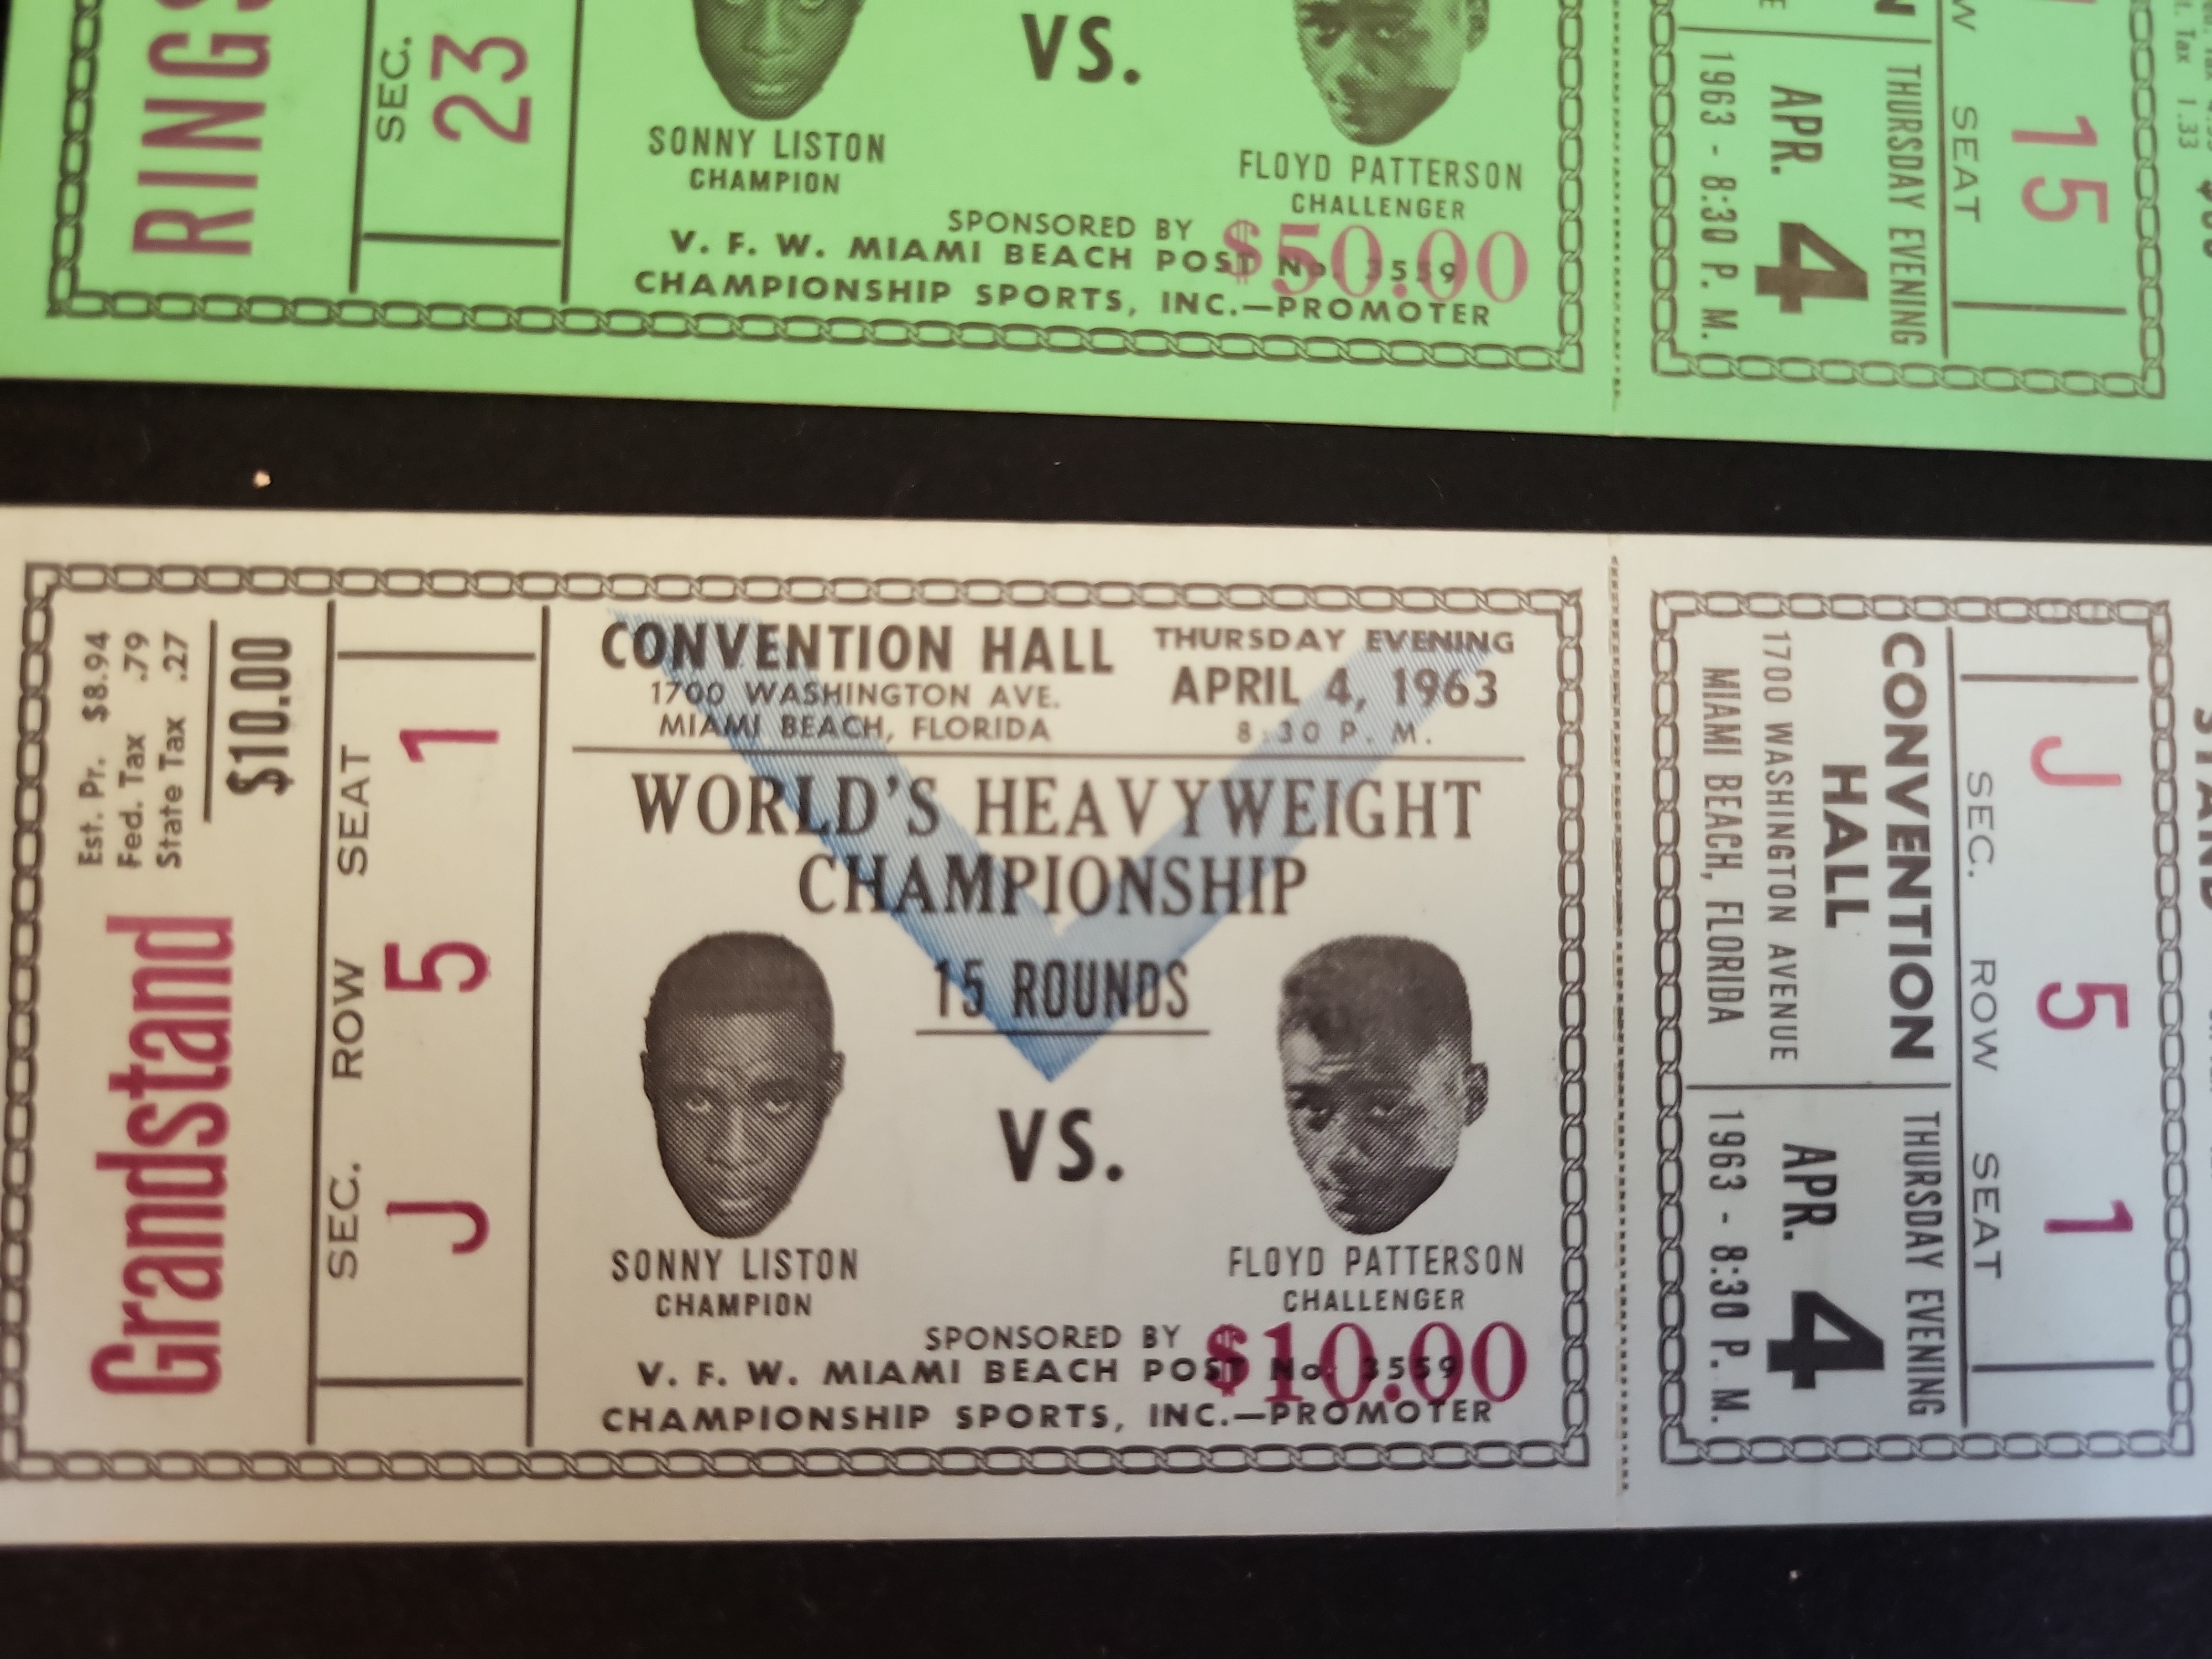 RINGS
SEC.
23
VS.
SONNY LISTON
CHAMPION
FLOYD PATTERSON
CHALLENGER
SPONSORED BY
V. F. W. MIAMI BEACH POST No. 3559
$50.00
CHAMPIONSHIP SPORTS, INC.—PROMOTER
1963 - 8:30 P. M.
APR. 4
THURSDAY EVENING
SEAT
15
Tax 1.33
Est. Pr. $8.94
Fed. Tax .79
State Tax .27
$10.00
Grandstand
SEC. ROW SEAT
J 5 1
CONVENTION HALL
1700 WASHINGTON AVE.
MIAMI BEACH, FLORIDA
THURSDAY EVENING
APRIL 4, 1963
8:30 P. M.
WORLD'S HEAVYWEIGHT
CHAMPIONSHIP
15 ROUNDS
VS.
SONNY LISTON
CHAMPION
FLOYD PATTERSON
CHALLENGER
SPONSORED BY
V. F. W. MIAMI BEACH POST No. 3559
$10.00
CHAMPIONSHIP SPORTS, INC.—PROMOTER
CONVENTION
HALL
1700 WASHINGTON AVENUE
MIAMI BEACH, FLORIDA
THURSDAY EVENING
APR. 4
1963 - 8:30 P. M.
SEC. ROW SEAT
J 5 1
STAND